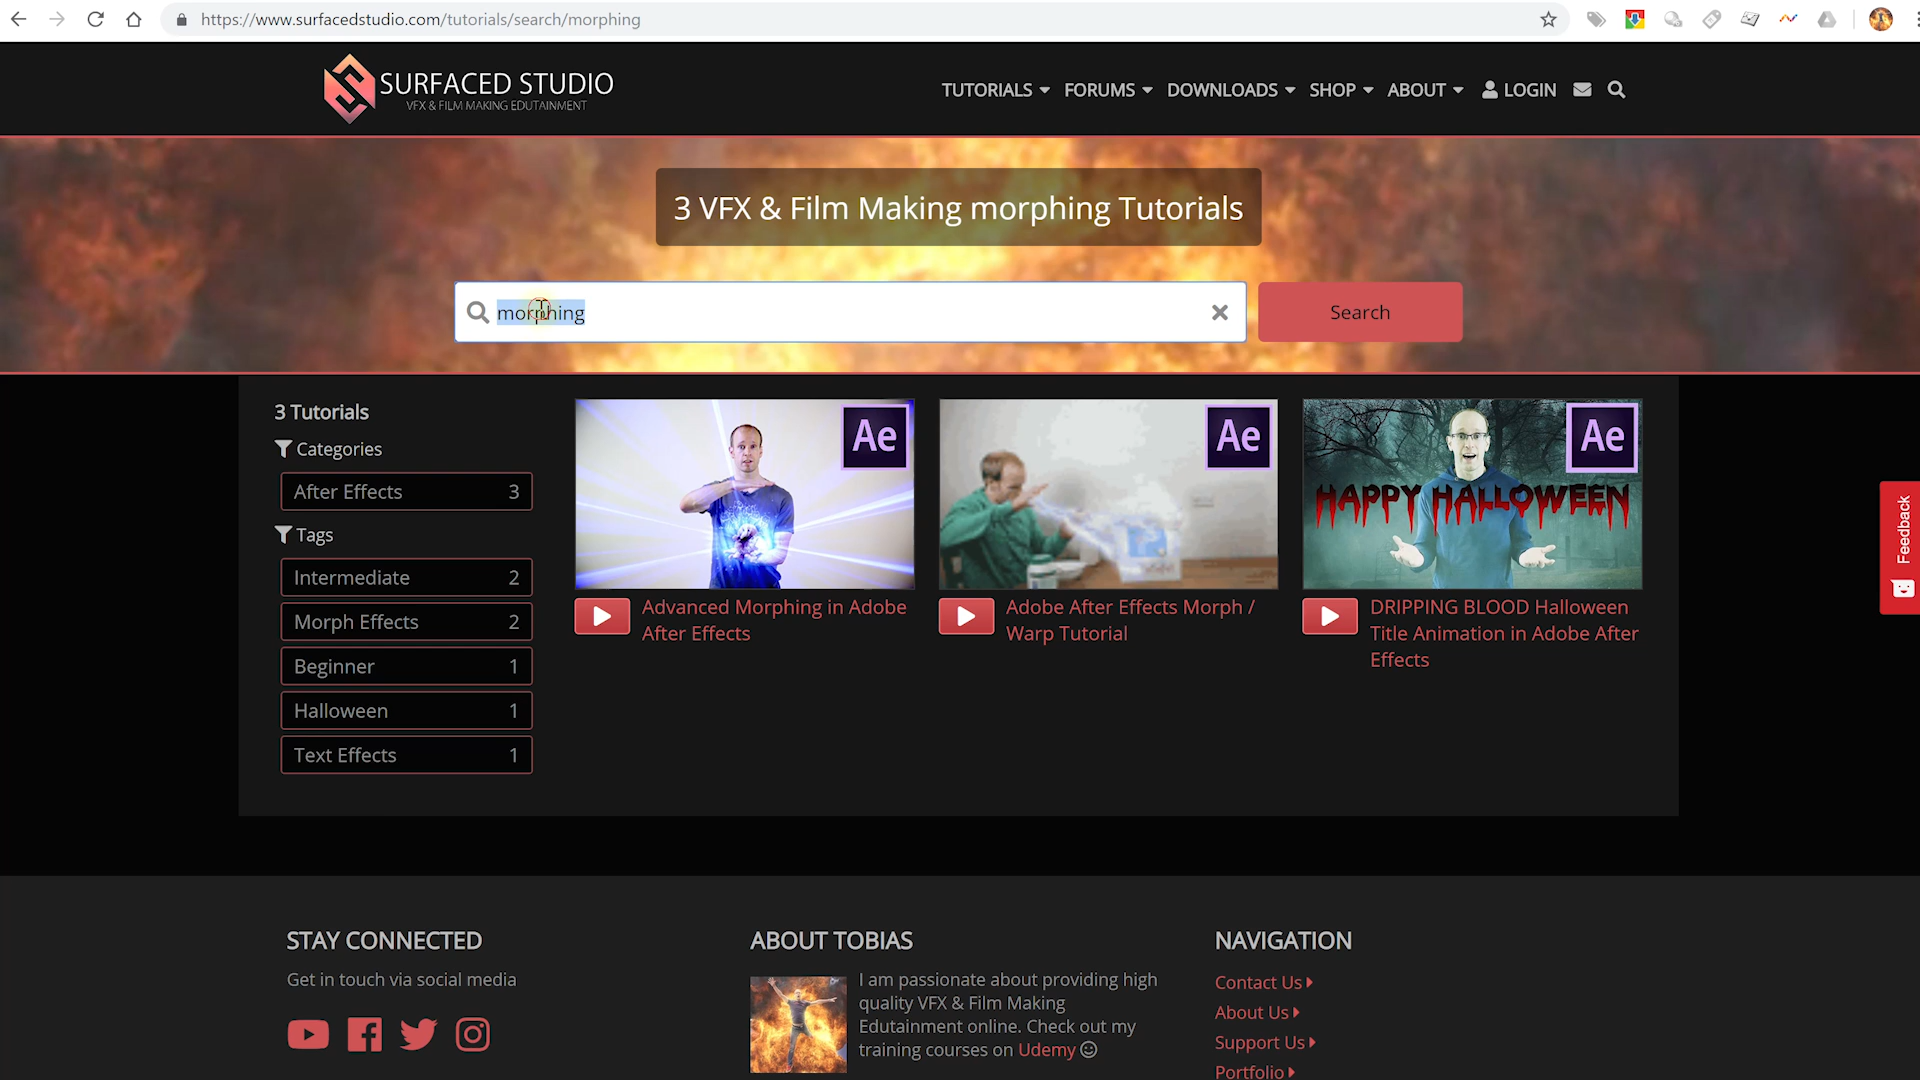 https://www.surfacedstudio.com/tutorials/search/morphing
SURFACED STUDIO
VFX & FILM MAKING EDUTAINMENT
TUTORIALS
FORUMS
DOWNLOADS
SHOP
ABOUT
LOGIN
3 VFX & Film Making morphing Tutorials
morphing
Search
3 Tutorials
Categories
After Effects 3
Tags
Intermediate 2
Morph Effects 2
Beginner 1
Halloween 1
Text Effects 1
Ae
Advanced Morphing in Adobe
After Effects
Ae
Adobe After Effects Morph /
Warp Tutorial
Ae
HAPPY HALLOWEEN
DRIPPING BLOOD Halloween
Title Animation in Adobe After
Effects
Feedback
STAY CONNECTED
Get in touch via social media
ABOUT TOBIAS
I am passionate about providing high
quality VFX & Film Making
Edutainment online. Check out my
training courses on Udemy
NAVIGATION
Contact Us
About Us
Support Us
Portfolio